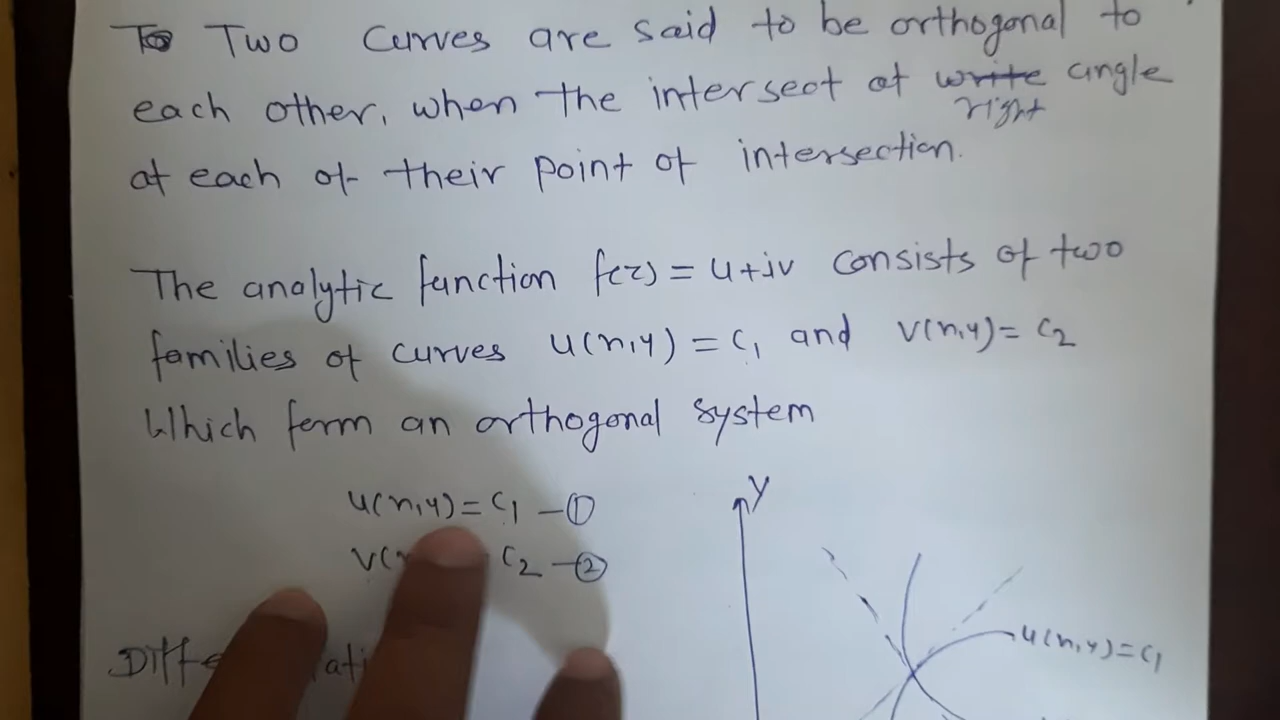 Two Curves are said to be orthogonal to
each other, when the intersect at write angle
right
at each of their point of intersection.
The analytic function f(z) = u+iv consists of two
families of curves u(x,y) = c₁ and v(x,y) = c₂
Which form an orthogonal system
u(x,y) = c₁ — ①
v( c₂ — ②
y
u(x,y) = c₁